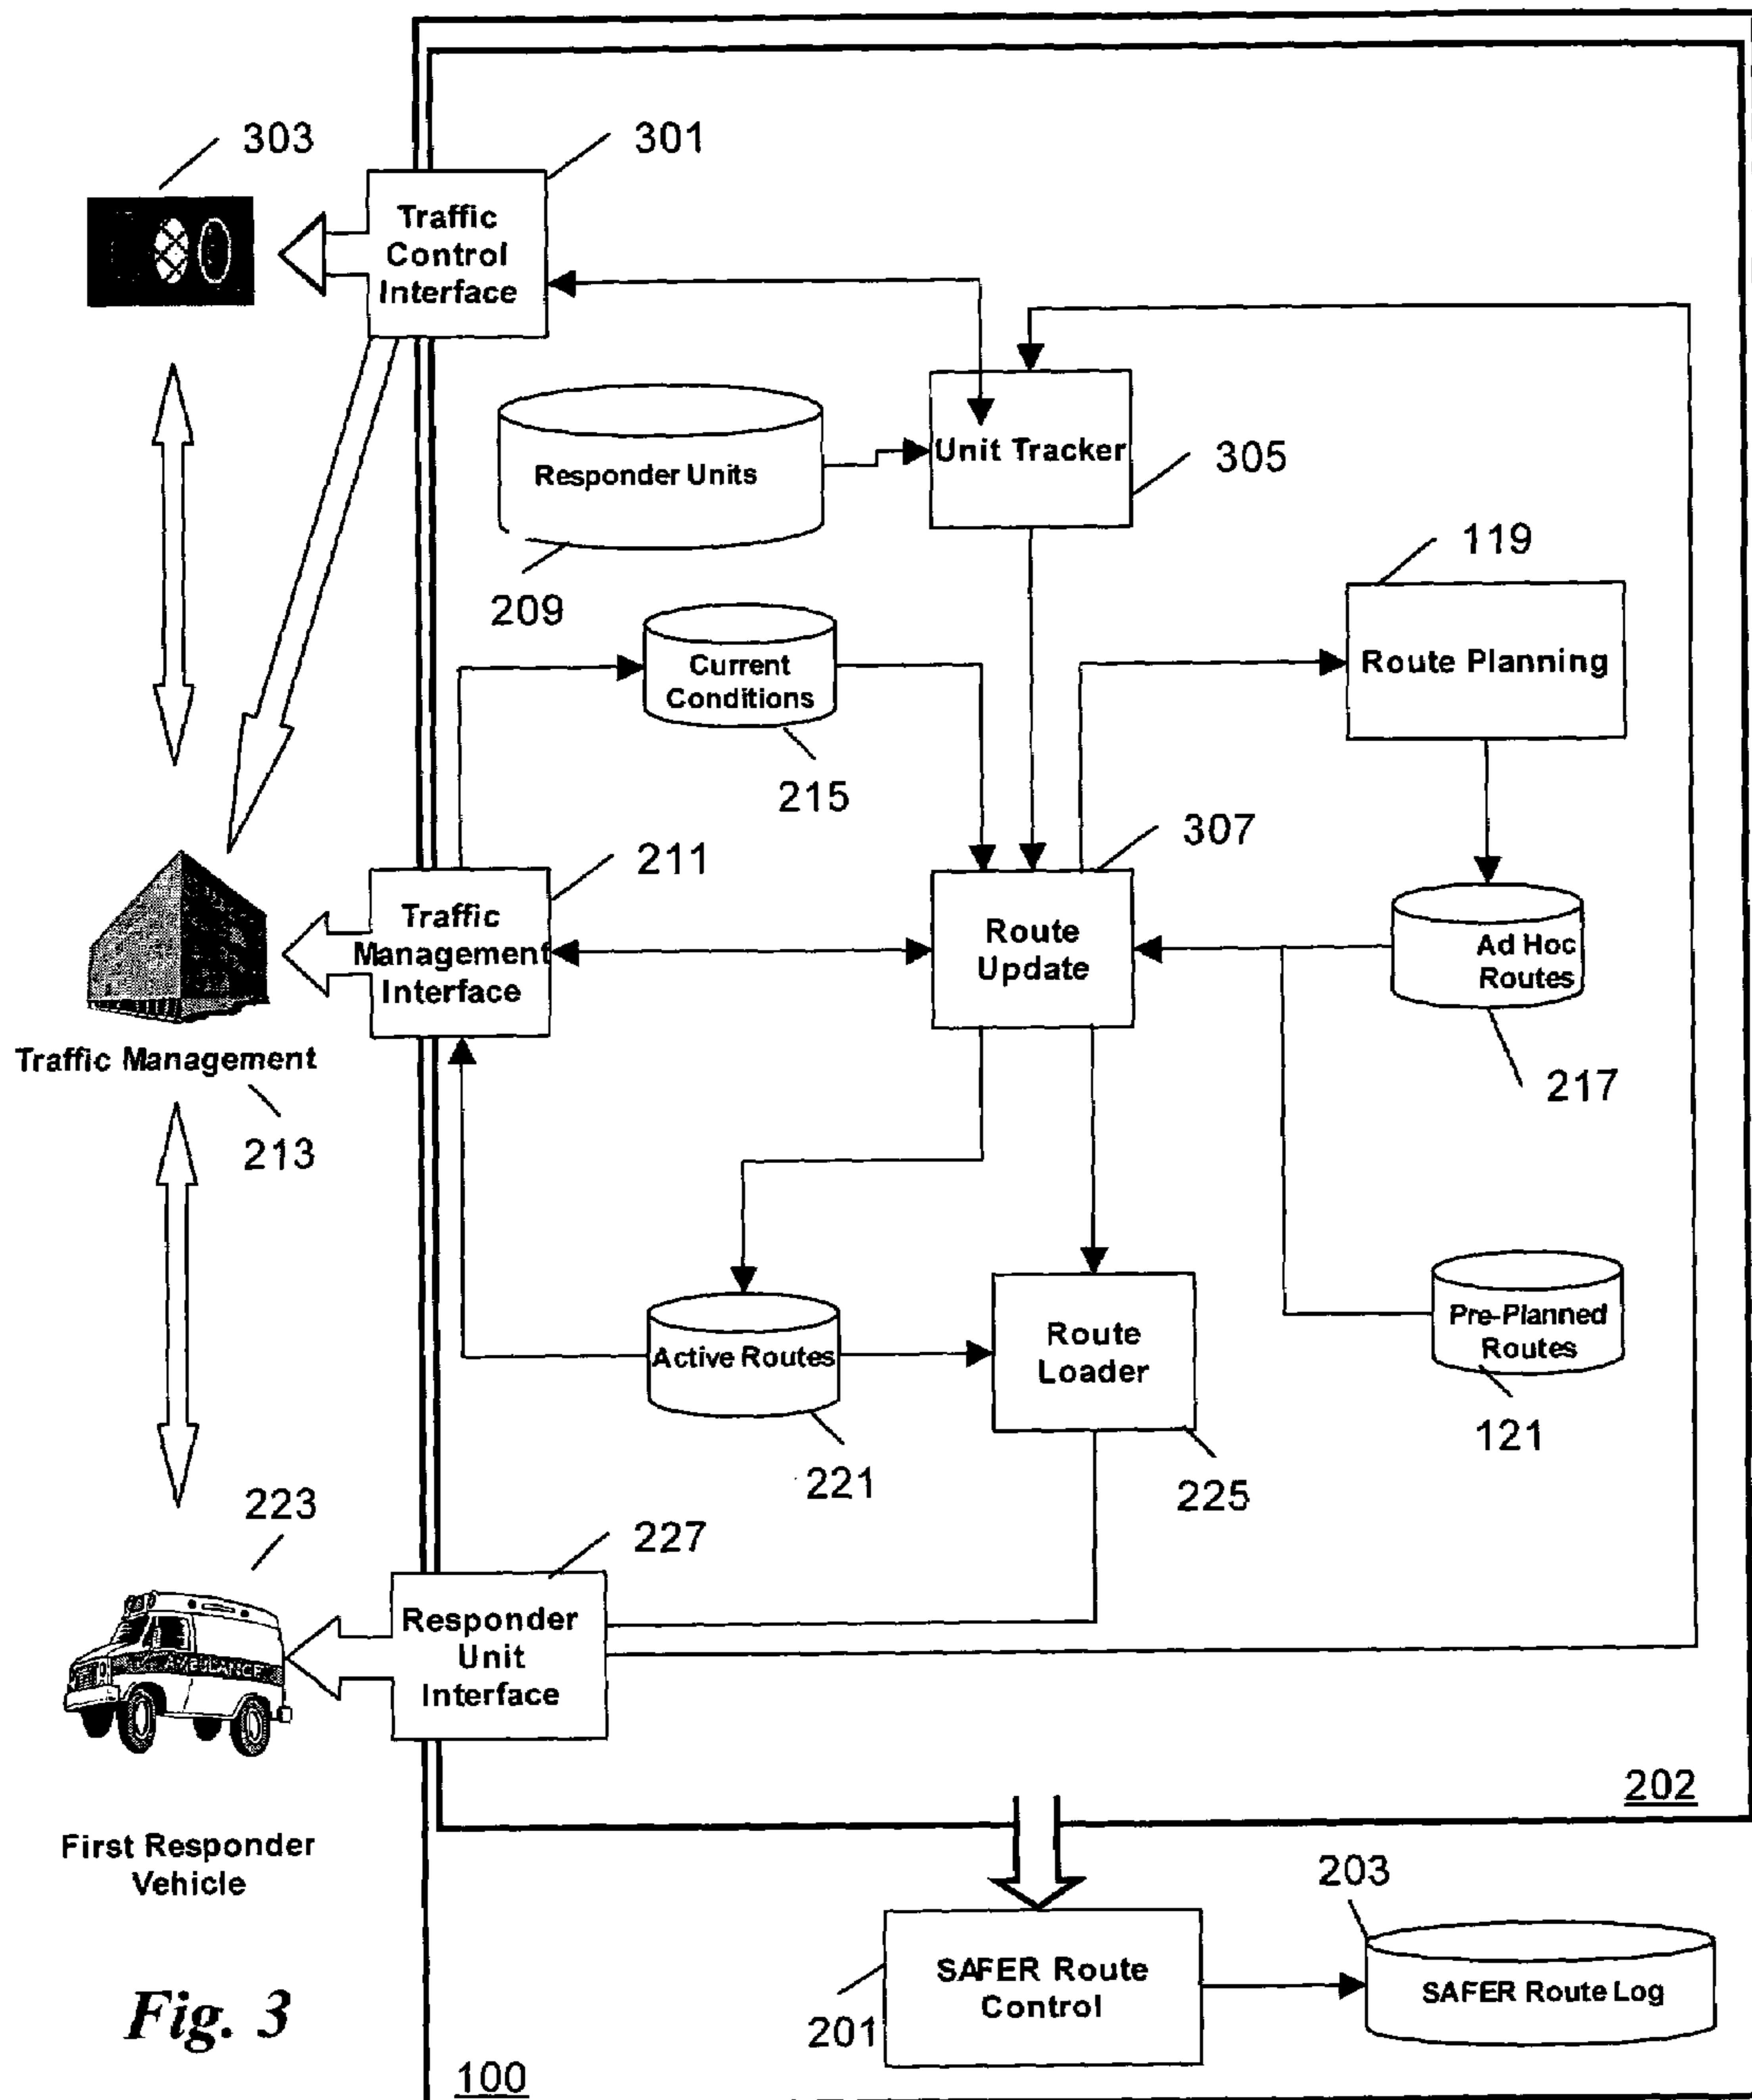 303
301
Traffic
Control
Interface
Responder Units
Unit Tracker
305
209
119
Current
Conditions
Route Planning
215
307
211
Traffic
Management
Interface
Route
Update
Ad Hoc
Routes
Traffic Management
217
213
Active Routes
Route
Loader
Pre-Planned
Routes
121
221
225
223
227
AMBULANCE
Responder
Unit
Interface
202
First Responder
Vehicle
203
SAFER Route
Control
SAFER Route Log
201
Fig. 3
100